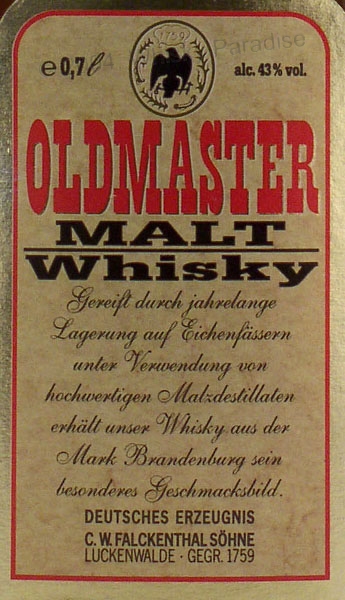 1759
Paradise
e 0,7 l
alc. 43% vol.
OLDMASTER
MALT
Whisky
Gereift durch jahrelange
Lagerung auf Eichenfässern
unter Verwendung von
hochwertigen Malzdestillaten
erhält unser Whisky aus der
Mark Brandenburg sein
besonderes Geschmacksbild.
DEUTSCHES ERZEUGNIS
C. W. FALCKENTHAL SÖHNE
LUCKENWALDE · GEGR. 1759